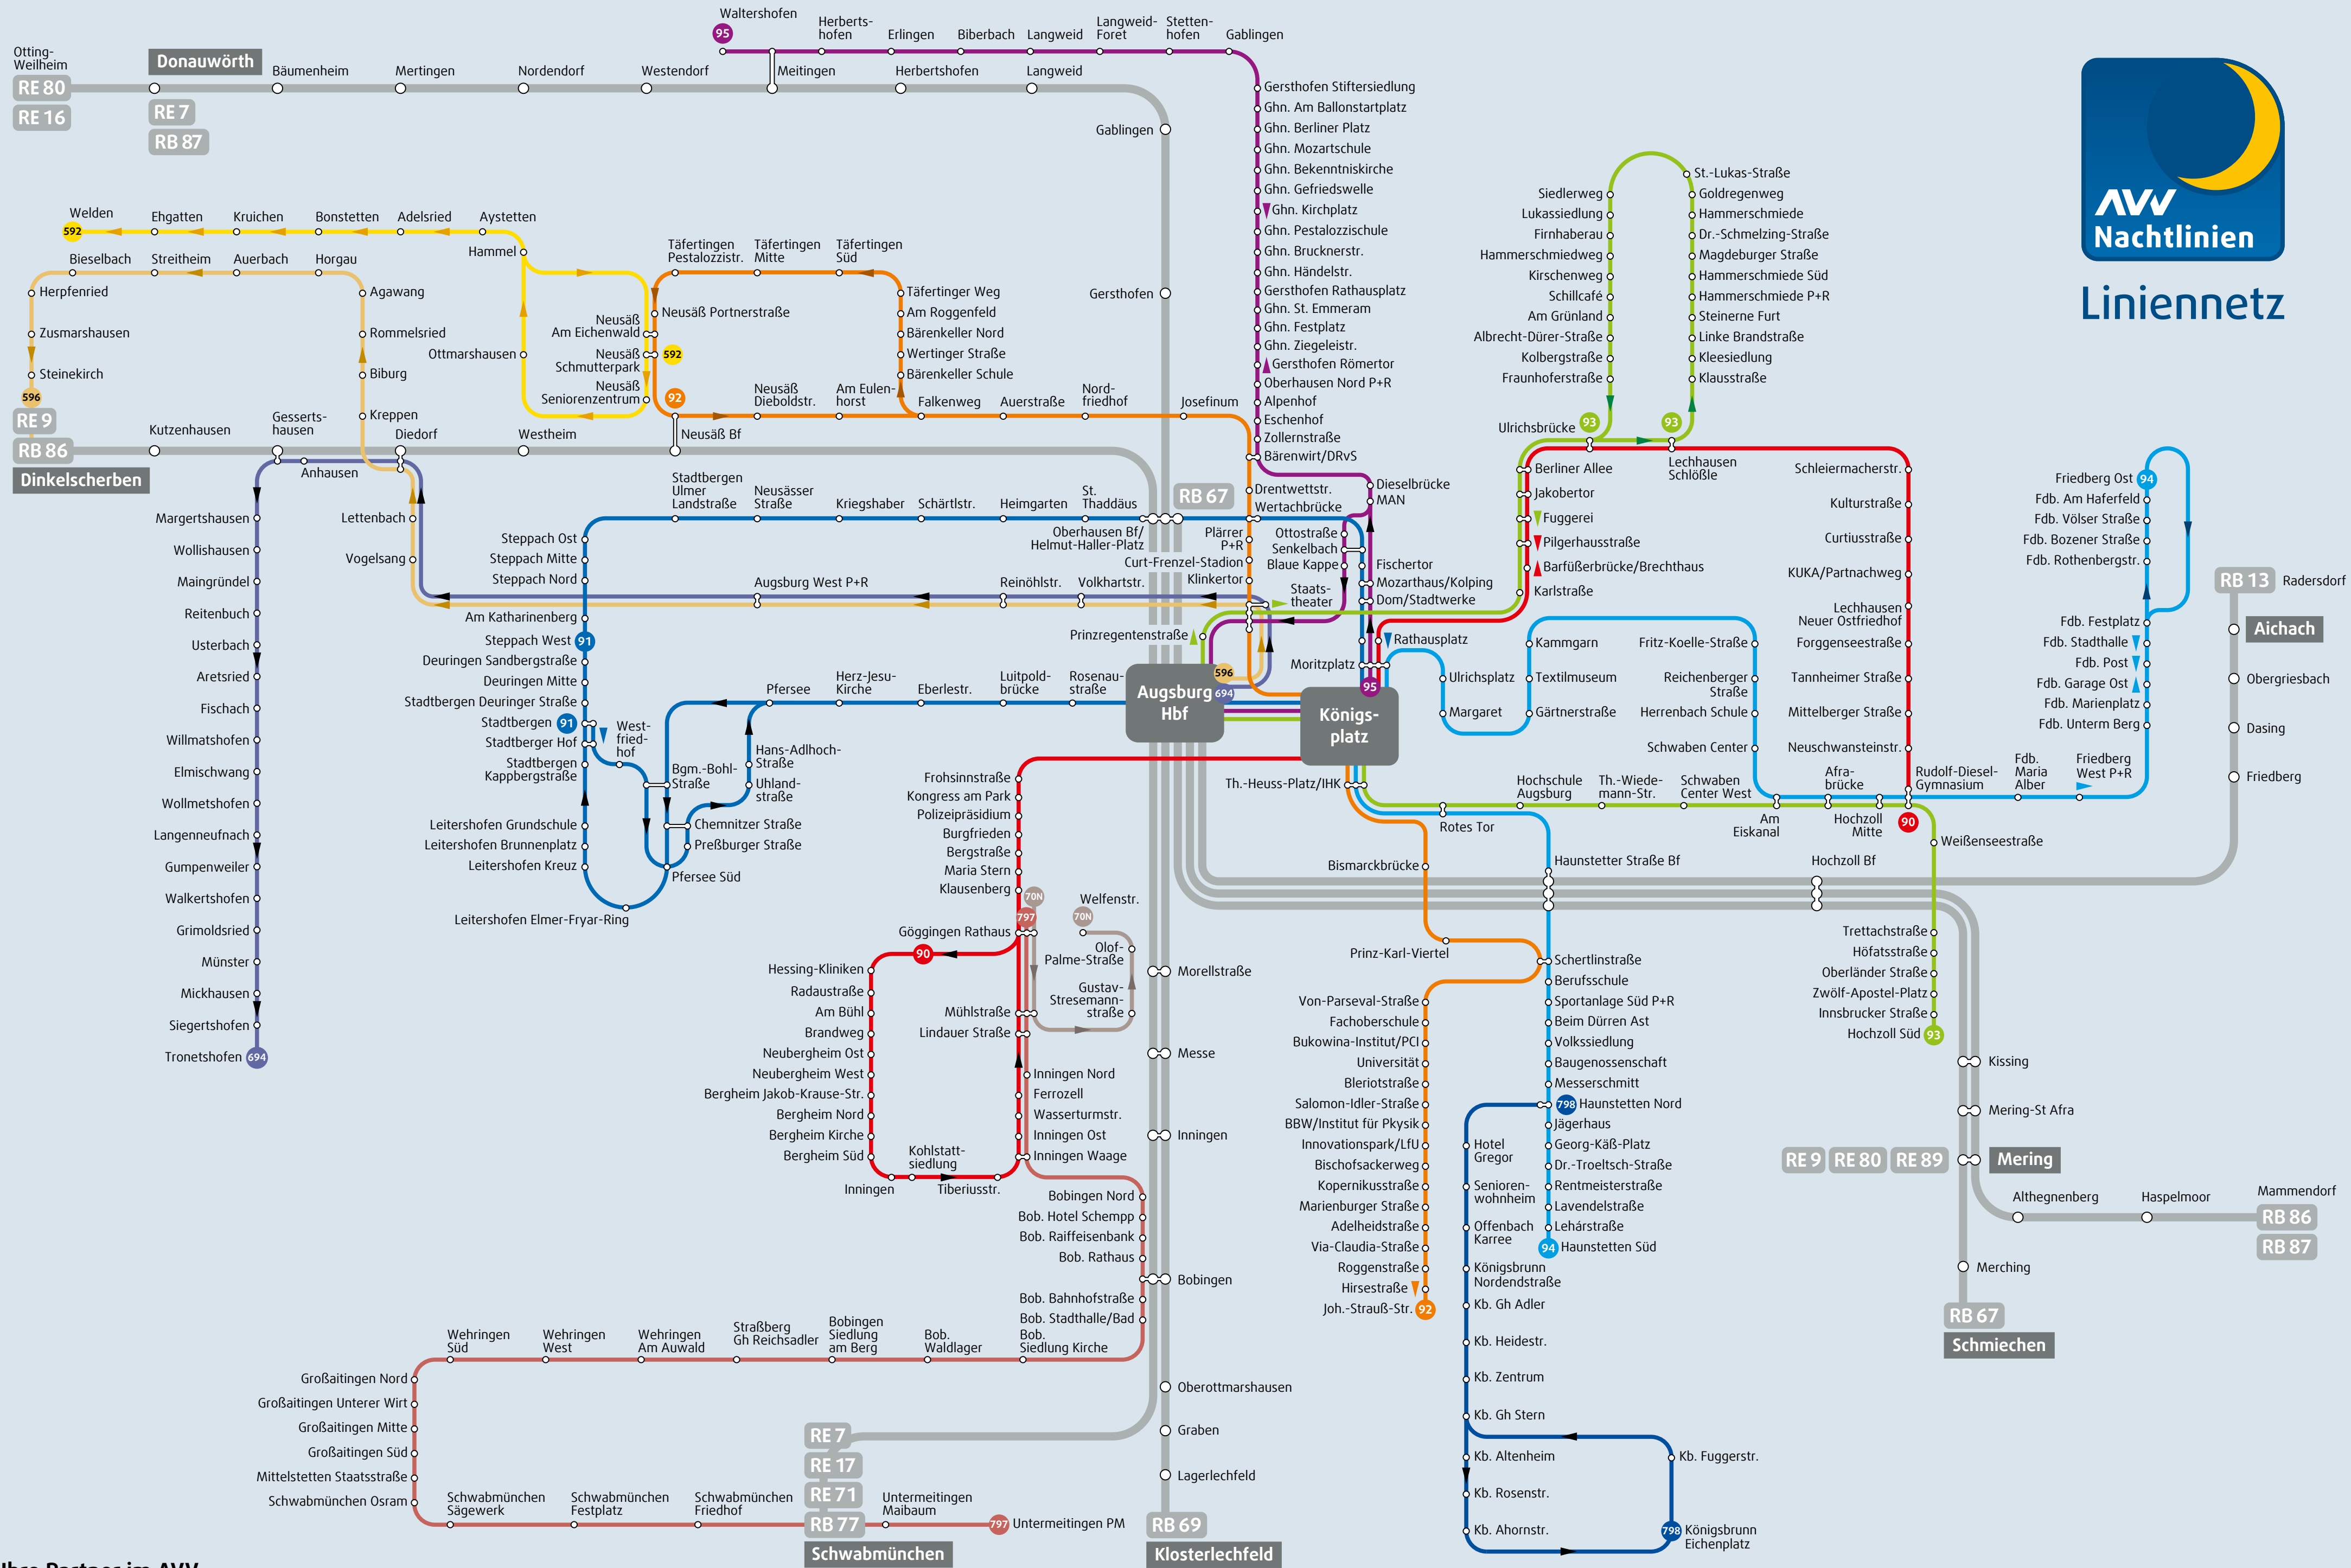 Waltershofen
95
Herberts-
hofen
Erlingen
Biberbach
Langweid
Langweid-
Foret
Stetten-
hofen
Gablingen
Otting-
Weilheim
RE 80
RE 16
Donauwörth
RE 7
RB 87
Bäumenheim
Mertingen
Nordendorf
Westendorf
Meitingen
Herbertshofen
Langweid
Gablingen
Gersthofen
Gersthofen Stiftersiedlung
Ghn. Am Ballonstartplatz
Ghn. Berliner Platz
Ghn. Mozartschule
Ghn. Bekenntniskirche
Ghn. Gefriedswelle
Ghn. Kirchplatz
Ghn. Pestalozzischule
Ghn. Brucknerstr.
Ghn. Händelstr.
Gersthofen Rathausplatz
Ghn. St. Emmeram
Ghn. Festplatz
Ghn. Ziegeleistr.
Gersthofen Römertor
Oberhausen Nord P+R
Alpenhof
Eschenhof
Zollernstraße
Bärenwirt/DRvS
AVV
Nachtlinien
Liniennetz
St.-Lukas-Straße
Goldregenweg
Hammerschmiede
Dr.-Schmelzing-Straße
Magdeburger Straße
Hammerschmiede Süd
Hammerschmiede P+R
Steinerne Furt
Linke Brandstraße
Kleesiedlung
Klausstraße
Siedlerweg
Lukassiedlung
Firnhaberau
Hammerschmiedweg
Kirschenweg
Schillcafé
Am Grünland
Albrecht-Dürer-Straße
Kolbergstraße
Fraunhoferstraße
Ulrichsbrücke
93
93
Lechhausen
Schlößle
Welden
592
Ehgatten
Kruichen
Bonstetten
Adelsried
Aystetten
Hammel
Ottmarshausen
Bieselbach
Streitheim
Auerbach
Horgau
Herpfenried
Zusmarshausen
Steinekirch
596
RE 9
RB 86
Dinkelscherben
Agawang
Rommelsried
Biburg
Kreppen
Täfertingen
Pestalozzistr.
Täfertingen
Mitte
Täfertingen
Süd
Neusäß Portnerstraße
Neusäß
Am Eichenwald
Neusäß
Schmutterpark
592
Neusäß
Seniorenzentrum
92
Täfertinger Weg
Am Roggenfeld
Bärenkeller Nord
Wertinger Straße
Bärenkeller Schule
Neusäß
Dieboldstr.
Am Eulen-
horst
Falkenweg
Auerstraße
Nord-
friedhof
Josefinum
Kutzenhausen
Gesserts-
hausen
Anhausen
Diedorf
Westheim
Neusäß Bf
Lettenbach
Vogelsang
Margertshausen
Wollishausen
Maingründel
Reitenbuch
Usterbach
Aretsried
Fischach
Willmatshofen
Elmischwang
Wollmetshofen
Langenneufnach
Gumpenweiler
Walkertshofen
Grimoldsried
Münster
Mickhausen
Siegertshofen
Tronetshofen 694
Stadtbergen
Ulmer
Landstraße
Neusässer
Straße
Kriegshaber
Schärtlstr.
Heimgarten
St.
Thaddäus
Oberhausen Bf/
Helmut-Haller-Platz
RB 67
Steppach Ost
Steppach Mitte
Steppach Nord
Am Katharinenberg
Steppach West 91
Deuringen Sandbergstraße
Deuringen Mitte
Stadtbergen Deuringer Straße
Stadtbergen 91
Stadtberger Hof
Stadtbergen
Kappbergstraße
Leitershofen Grundschule
Leitershofen Brunnenplatz
Leitershofen Kreuz
Leitershofen Elmer-Fryar-Ring
West-
fried-
hof
Bgm.-Bohl-
Straße
Chemnitzer Straße
Preßburger Straße
Pfersee Süd
Hans-Adlhoch-
Straße
Uhland-
straße
Augsburg West P+R
Reinöhlstr.
Volkhartstr.
Pfersee
Herz-Jesu-
Kirche
Eberlestr.
Luitpold-
brücke
Rosenau-
straße
Drentwettstr.
Wertachbrücke
Plärrer
P+R
Curt-Frenzel-Stadion
Klinkertor
Dieselbrücke
MAN
Ottostraße
Senkelbach
Blaue Kappe
Staats-
theater
Fischertor
Mozarthaus/Kolping
Dom/Stadtwerke
Prinzregentenstraße
Rathausplatz
Moritzplatz
95
596
694
Augsburg
Hbf
Königs-
platz
Berliner Allee
Jakobertor
Fuggerei
Pilgerhausstraße
Barfüßerbrücke/Brechthaus
Karlstraße
Ulrichsplatz
Margaret
Kammgarn
Textilmuseum
Gärtnerstraße
Fritz-Koelle-Straße
Reichenberger
Straße
Herrenbach Schule
Schwaben Center
Schleiermacherstr.
Kulturstraße
Curtiusstraße
KUKA/Partnachweg
Lechhausen
Neuer Ostfriedhof
Forggenseestraße
Tannheimer Straße
Mittelberger Straße
Neuschwansteinstr.
Rudolf-Diesel-
Gymnasium
90
Friedberg Ost 94
Fdb. Am Haferfeld
Fdb. Völser Straße
Fdb. Bozener Straße
Fdb. Rothenbergstr.
Fdb. Festplatz
Fdb. Stadthalle
Fdb. Post
Fdb. Garage Ost
Fdb. Marienplatz
Fdb. Unterm Berg
Friedberg
West P+R
Fdb.
Maria
Alber
RB 13 Radersdorf
Aichach
Obergriesbach
Dasing
Friedberg
Th.-Heuss-Platz/IHK
Rotes Tor
Hochschule
Augsburg
Th.-Wiede-
mann-Str.
Schwaben
Center West
Am
Eiskanal
Afra-
brücke
Hochzoll
Mitte
Weißenseestraße
Trettachstraße
Höfatsstraße
Oberländer Straße
Zwölf-Apostel-Platz
Innsbrucker Straße
Hochzoll Süd 93
Bismarckbrücke
Haunstetter Straße Bf
Hochzoll Bf
Prinz-Karl-Viertel
Von-Parseval-Straße
Fachoberschule
Bukowina-Institut/PCI
Universität
Bleriotstraße
Salomon-Idler-Straße
BBW/Institut für Pkysik
Innovationspark/LfU
Bischofsackerweg
Kopernikusstraße
Marienburger Straße
Adelheidstraße
Via-Claudia-Straße
Roggenstraße
Hirsestraße
Joh.-Strauß-Str. 92
Schertlinstraße
Berufsschule
Sportanlage Süd P+R
Beim Dürren Ast
Volkssiedlung
Baugenossenschaft
Messerschmitt
798 Haunstetten Nord
Jägerhaus
Georg-Käß-Platz
Dr.-Troeltsch-Straße
Rentmeisterstraße
Lavendelstraße
Lehárstraße
94 Haunstetten Süd
Hotel
Gregor
Senioren-
wohnheim
Offenbach
Karree
Königsbrunn
Nordendstraße
Kb. Gh Adler
Kb. Heidestr.
Kb. Zentrum
Kb. Gh Stern
Kb. Altenheim
Kb. Rosenstr.
Kb. Ahornstr.
Kb. Fuggerstr.
798 Königsbrunn
Eichenplatz
Frohsinnstraße
Kongress am Park
Polizeipräsidium
Burgfrieden
Bergstraße
Maria Stern
Klausenberg
70N
797
Göggingen Rathaus
90
Welfenstr.
70N
Olof-
Palme-Straße
Gustav-
Stresemann-
straße
Mühlstraße
Lindauer Straße
Hessing-Kliniken
Radaustraße
Am Bühl
Brandweg
Neubergheim Ost
Neubergheim West
Bergheim Jakob-Krause-Str.
Bergheim Nord
Bergheim Kirche
Bergheim Süd
Inningen
Kohlstatt-
siedlung
Tiberiusstr.
Inningen Nord
Ferrozell
Wasserturmstr.
Inningen Ost
Inningen Waage
Bobingen Nord
Bob. Hotel Schempp
Bob. Raiffeisenbank
Bob. Rathaus
Bob. Bahnhofstraße
Bob. Stadthalle/Bad
Bob.
Siedlung Kirche
Bob.
Waldlager
Bobingen
Siedlung
am Berg
Straßberg
Gh Reichsadler
Wehringen
Am Auwald
Wehringen
West
Wehringen
Süd
Großaitingen Nord
Großaitingen Unterer Wirt
Großaitingen Mitte
Großaitingen Süd
Mittelstetten Staatsstraße
Schwabmünchen Osram
Schwabmünchen
Sägewerk
Schwabmünchen
Festplatz
Schwabmünchen
Friedhof
RE 7
RE 17
RE 71
RB 77
Schwabmünchen
Untermeitingen
Maibaum
797 Untermeitingen PM
Morellstraße
Messe
Inningen
Bobingen
Oberottmarshausen
Graben
Lagerlechfeld
RB 69
Klosterlechfeld
Kissing
Mering-St Afra
RE 9 RE 80 RE 89
Mering
Althegnenberg
Haspelmoor
Mammendorf
RB 86
RB 87
Merching
RB 67
Schmiechen